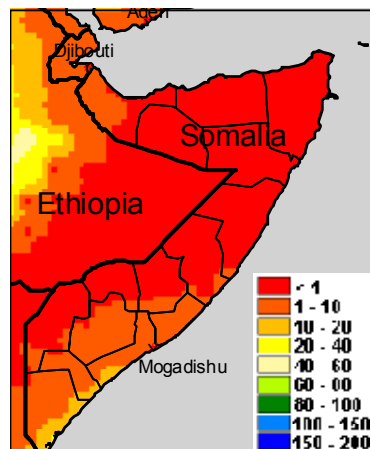 Aden
Djibouti
Somalia
Ethiopia
Mogadishu
< 1
1 - 10
10 - 20
20 - 40
40 - 60
60 - 80
80 - 100
100 - 150
150 - 200